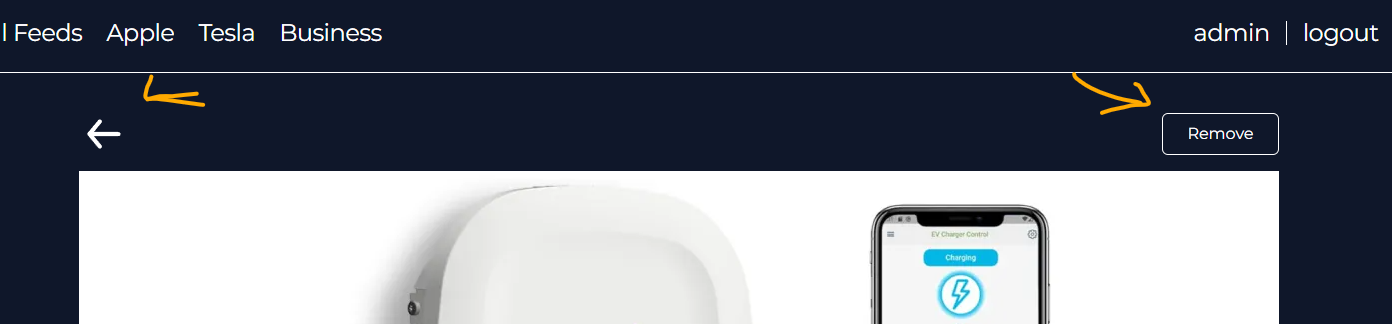 l Feeds Apple Tesla Business admin | logout
Remove
EV Charger Control
Charging